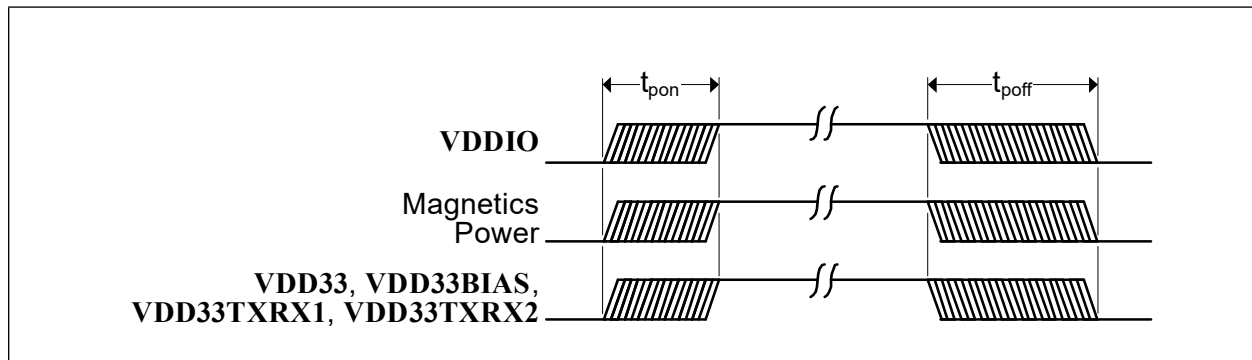 tpon
tpoff
VDDIO
Magnetics
Power
VDD33, VDD33BIAS,
VDD33TXRX1, VDD33TXRX2